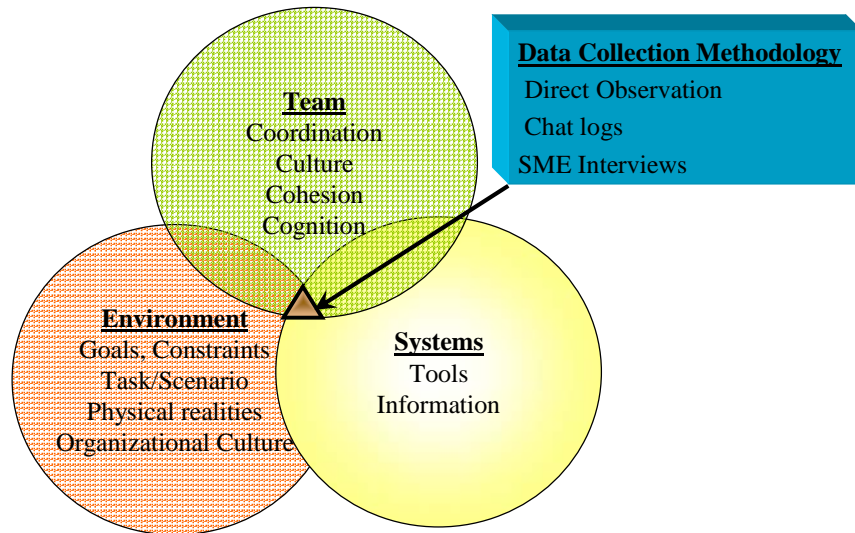 Data Collection Methodology
Direct Observation
Chat logs
SME Interviews
Team
Coordination
Culture
Cohesion
Cognition
Environment
Goals, Constraints
Task/Scenario
Physical realities
Organizational Culture
Systems
Tools
Information